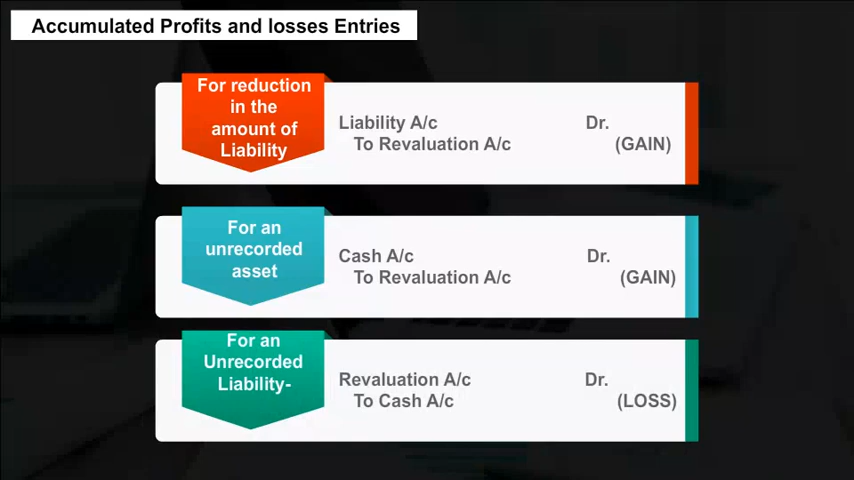 Accumulated Profits and losses Entries
For reduction
in the
amount of
Liability
Liability A/c Dr.
To Revaluation A/c (GAIN)
For an
unrecorded
asset
Cash A/c Dr.
To Revaluation A/c (GAIN)
For an
Unrecorded
Liability-
Revaluation A/c Dr.
To Cash A/c (LOSS)